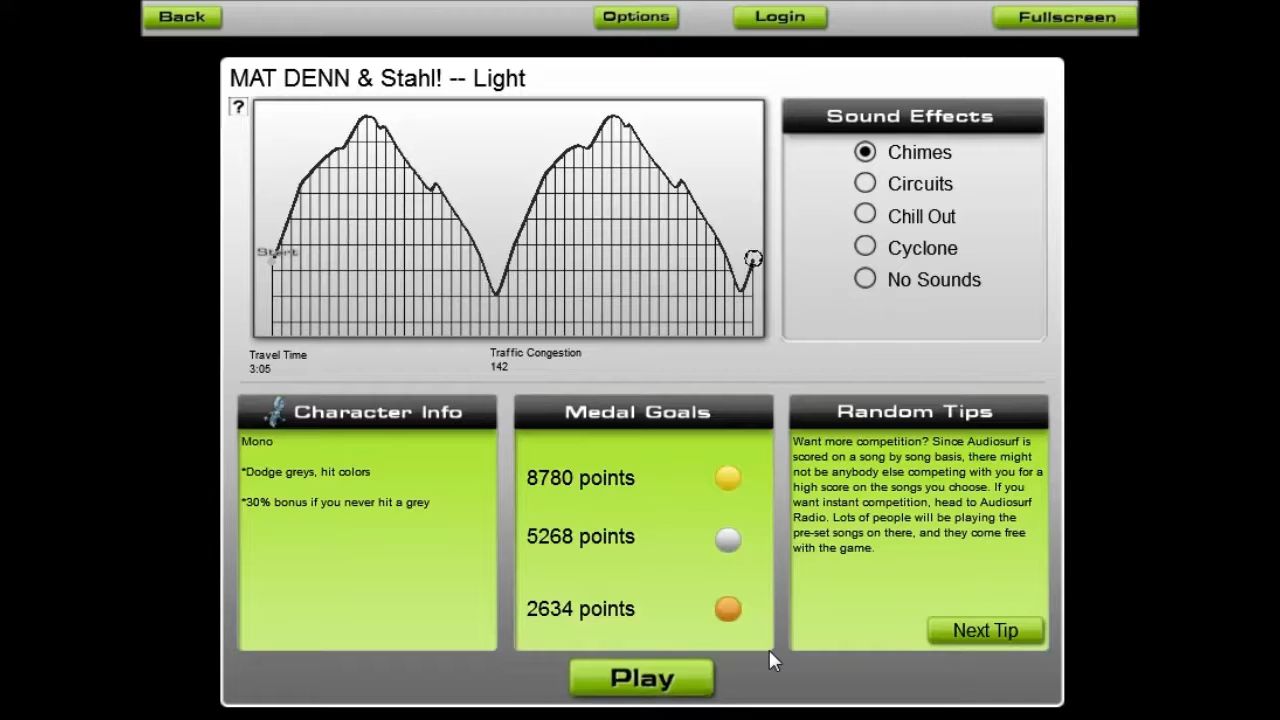 Back
Options
Login
Fullscreen
MAT DENN & Stahl! -- Light
?
Start
Travel Time
3:05
Traffic Congestion
142
Sound Effects
Chimes
Circuits
Chill Out
Cyclone
No Sounds
Character Info
Mono
*Dodge greys, hit colors
*30% bonus if you never hit a grey
Medal Goals
8780 points
5268 points
2634 points
Random Tips
Want more competition? Since Audiosurf is
scored on a song by song basis, there might
not be anybody else competing with you for a
high score on the songs you choose. If you
want instant competition, head to Audiosurf
Radio. Lots of people will be playing the
pre-set songs on there, and they come free
with the game.
Next Tip
Play